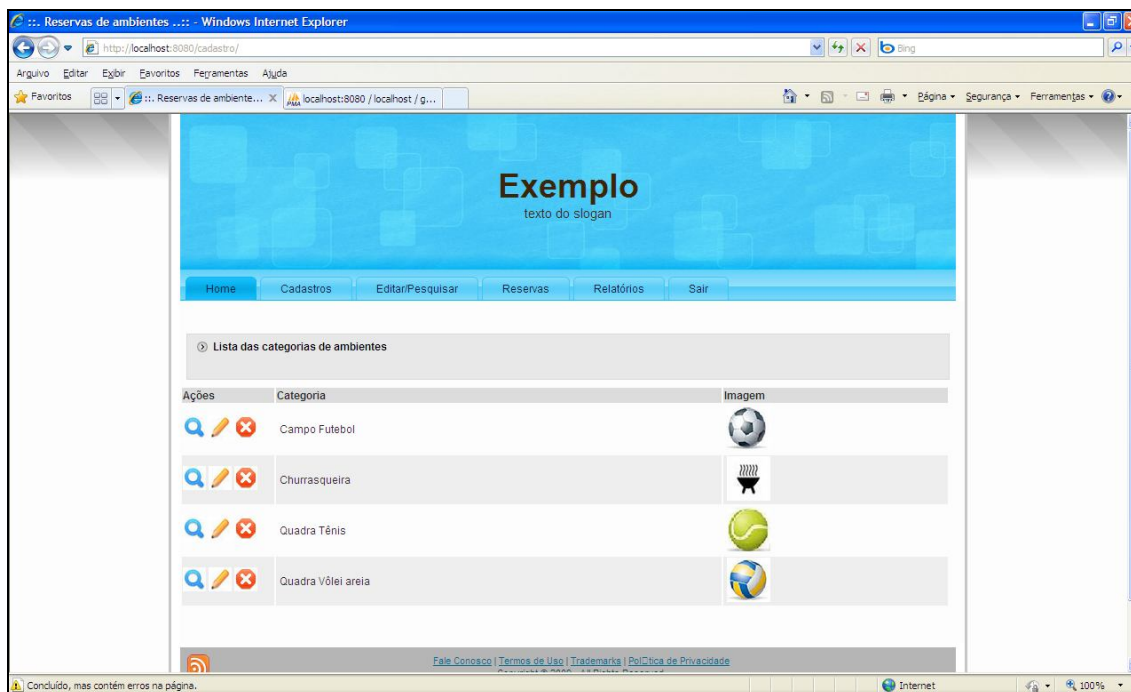 ::. Reservas de ambientes ..:: - Windows Internet Explorer
http://localhost:8080/cadastro/
Bing
Arquivo Editar Exibir Favoritos Ferramentas Ajuda
Favoritos ::. Reservas de ambiente... X PMA localhost:8080 / localhost / g... Página Segurança Ferramentas
Exemplo
texto do slogan
Home Cadastros Editar/Pesquisar Reservas Relatórios Sair
Lista das categorias de ambientes
Ações Categoria Imagem
Campo Futebol
Churrasqueira
Quadra Tênis
Quadra Vôlei areia
Fale Conosco | Termos de Uso | Trademarks | Pol□tica de Privacidade
Concluído, mas contém erros na página. Internet 100%